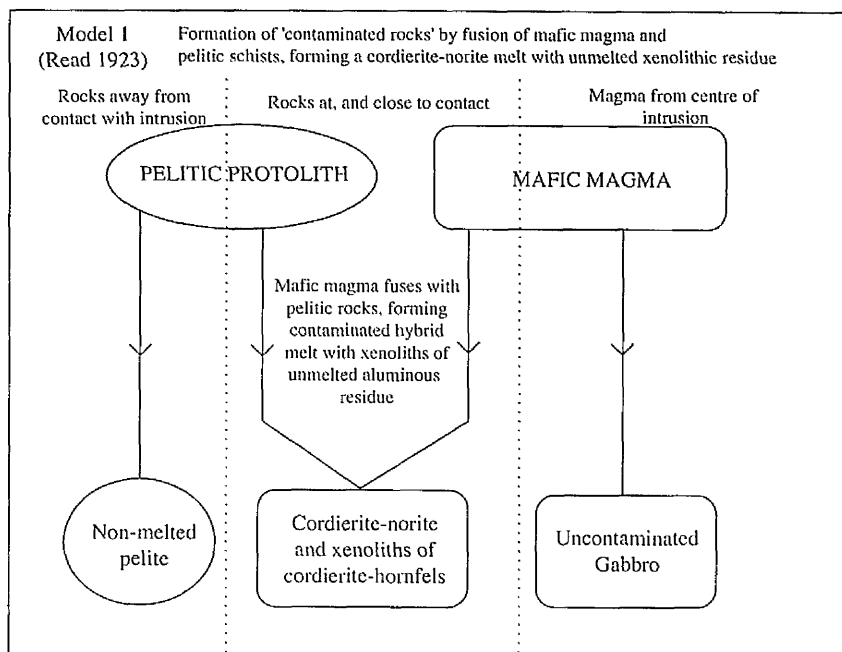 Model 1
(Read 1923)
Formation of 'contaminated rocks' by fusion of mafic magma and
pelitic schists, forming a cordierite-norite melt with unmelted xenolithic residue
Rocks away from
contact with intrusion
Rocks at, and close to contact
Magma from centre of
intrusion
PELITIC PROTOLITH
MAFIC MAGMA
Mafic magma fuses with
pelitic rocks, forming
contaminated hybrid
melt with xenoliths of
unmelted aluminous
residue
Non-melted
pelite
Cordierite-norite
and xenoliths of
cordierite-hornfels
Uncontaminated
Gabbro